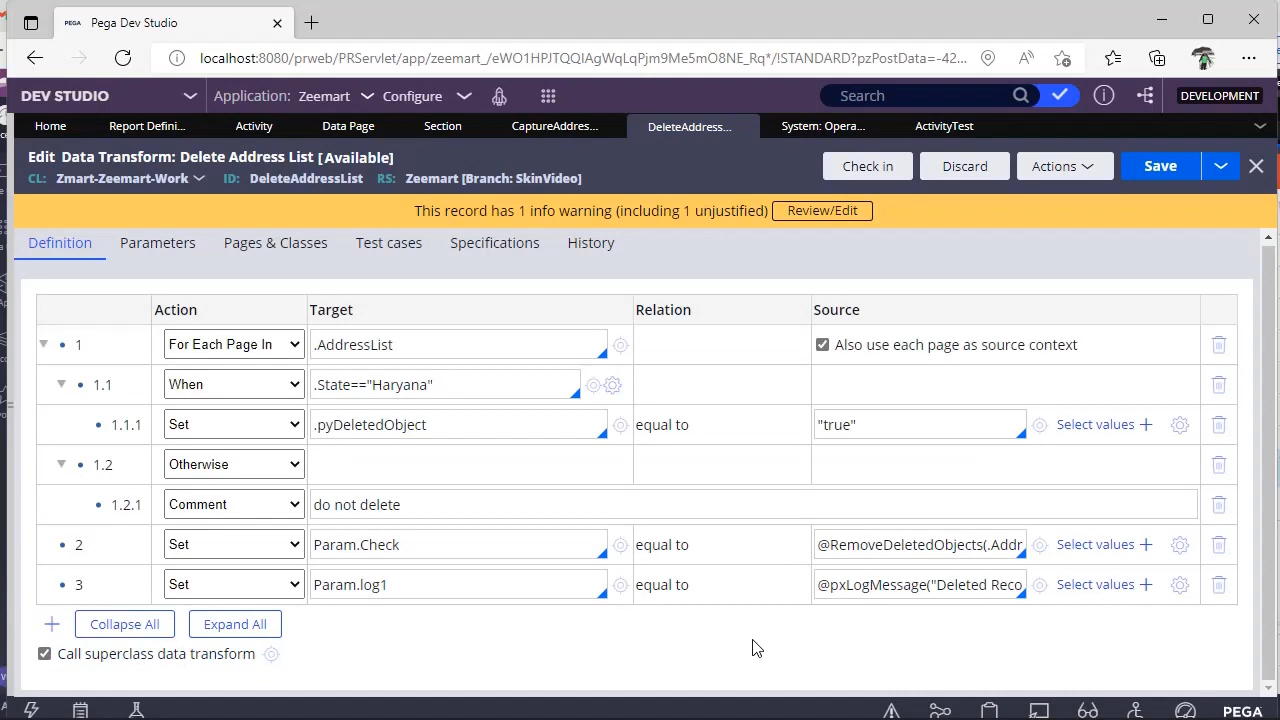 PEGA Pega Dev Studio
localhost:8080/prweb/PRServlet/app/zeemart_/
DEV STUDIO Application: Zeemart Configure Search DEVELOPMENT
Home Report Defini... Activity Data Page Section CaptureAddres... DeleteAddress... System: Opera... ActivityTest
Edit Data Transform: Delete Address List [Available]
CL: Zmart-Zeemart-Work ID: DeleteAddressList RS: Zeemart [Branch: SkinVideo]
Check in Discard Actions Save
This record has 1 info warning (including 1 unjustified) Review/Edit
Definition Parameters Pages & Classes Test cases Specifications History
Action Target Relation Source
1 For Each Page In .AddressList Also use each page as source context
1.1 When .State=="Haryana"
1.1.1 Set .pyDeletedObject equal to "true" Select values
1.2 Otherwise
1.2.1 Comment do not delete
2 Set Param.Check equal to @RemoveDeletedObjects(.Addr Select values
3 Set Param.log1 equal to @pxLogMessage("Deleted Reco Select values
Collapse All Expand All
Call superclass data transform
PEGA